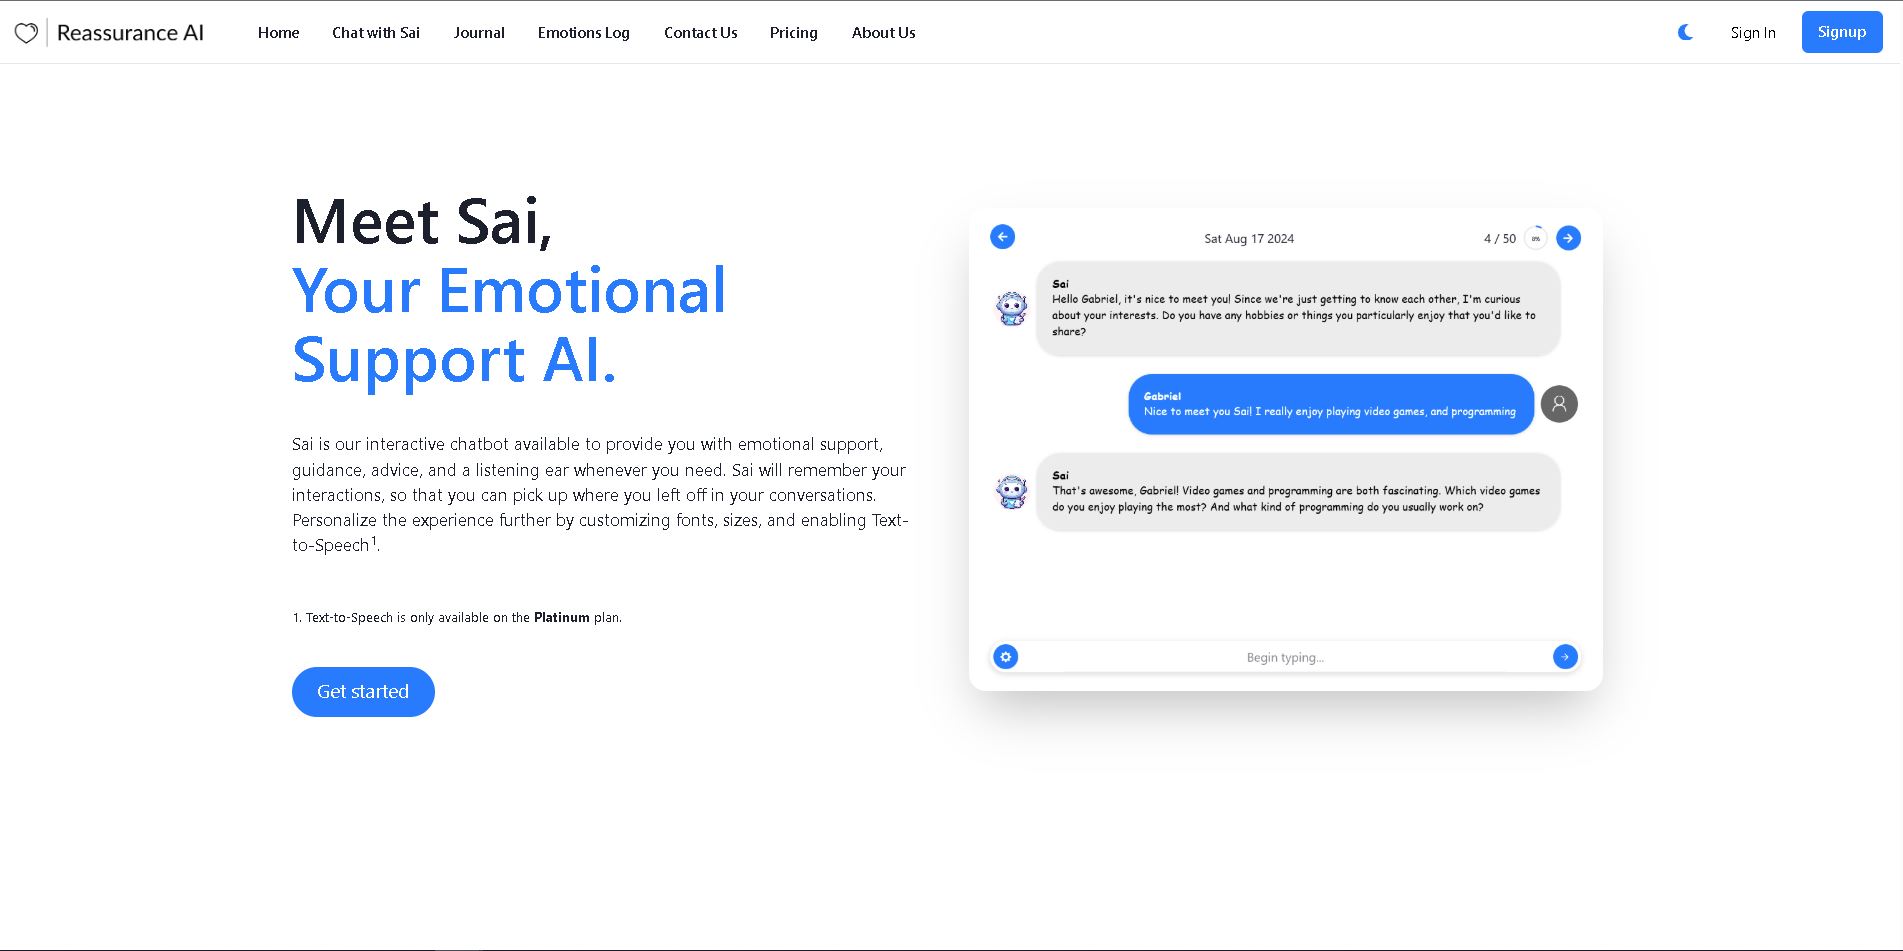 Reassurance AI
Home
Chat with Sai
Journal
Emotions Log
Contact Us
Pricing
About Us
Sign In
Signup
Meet Sai,
Your Emotional
Support AI.
Sai is our interactive chatbot available to provide you with emotional support,
guidance, advice, and a listening ear whenever you need. Sai will remember your
interactions, so that you can pick up where you left off in your conversations.
Personalize the experience further by customizing fonts, sizes, and enabling Text-
to-Speech¹.
1. Text-to-Speech is only available on the Platinum plan.
Get started
Sat Aug 17 2024
4 / 50
8%
Sai
Hello Gabriel, it's nice to meet you! Since we're just getting to know each other, I'm curious
about your interests. Do you have any hobbies or things you particularly enjoy that you'd like to
share?
Gabriel
Nice to meet you Sai! I really enjoy playing video games, and programming
Sai
That's awesome, Gabriel! Video games and programming are both fascinating. Which video games
do you enjoy playing the most? And what kind of programming do you usually work on?
Begin typing...